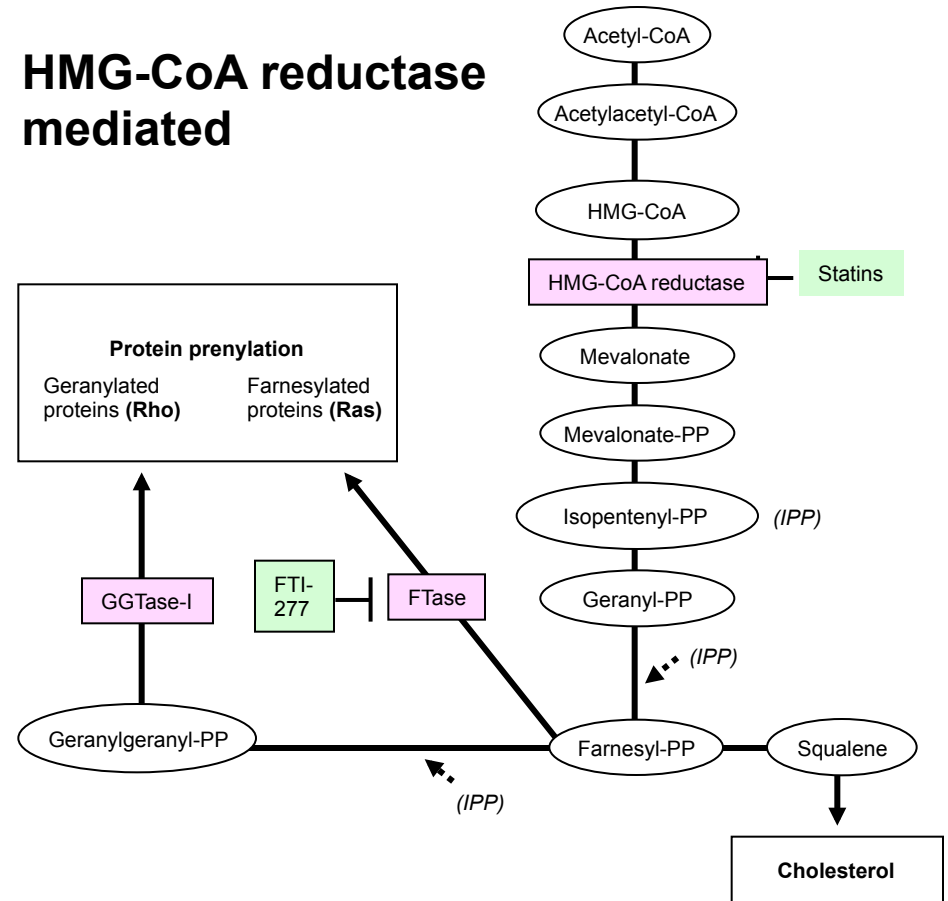 HMG-CoA reductase
mediated
Acetyl-CoA
Acetylacetyl-CoA
HMG-CoA
HMG-CoA reductase
Statins
Mevalonate
Mevalonate-PP
Isopentenyl-PP
(IPP)
Geranyl-PP
(IPP)
Protein prenylation
Geranylated
proteins (Rho)
Farnesylated
proteins (Ras)
GGTase-I
FTI-
277
FTase
Geranylgeranyl-PP
(IPP)
Farnesyl-PP
Squalene
Cholesterol